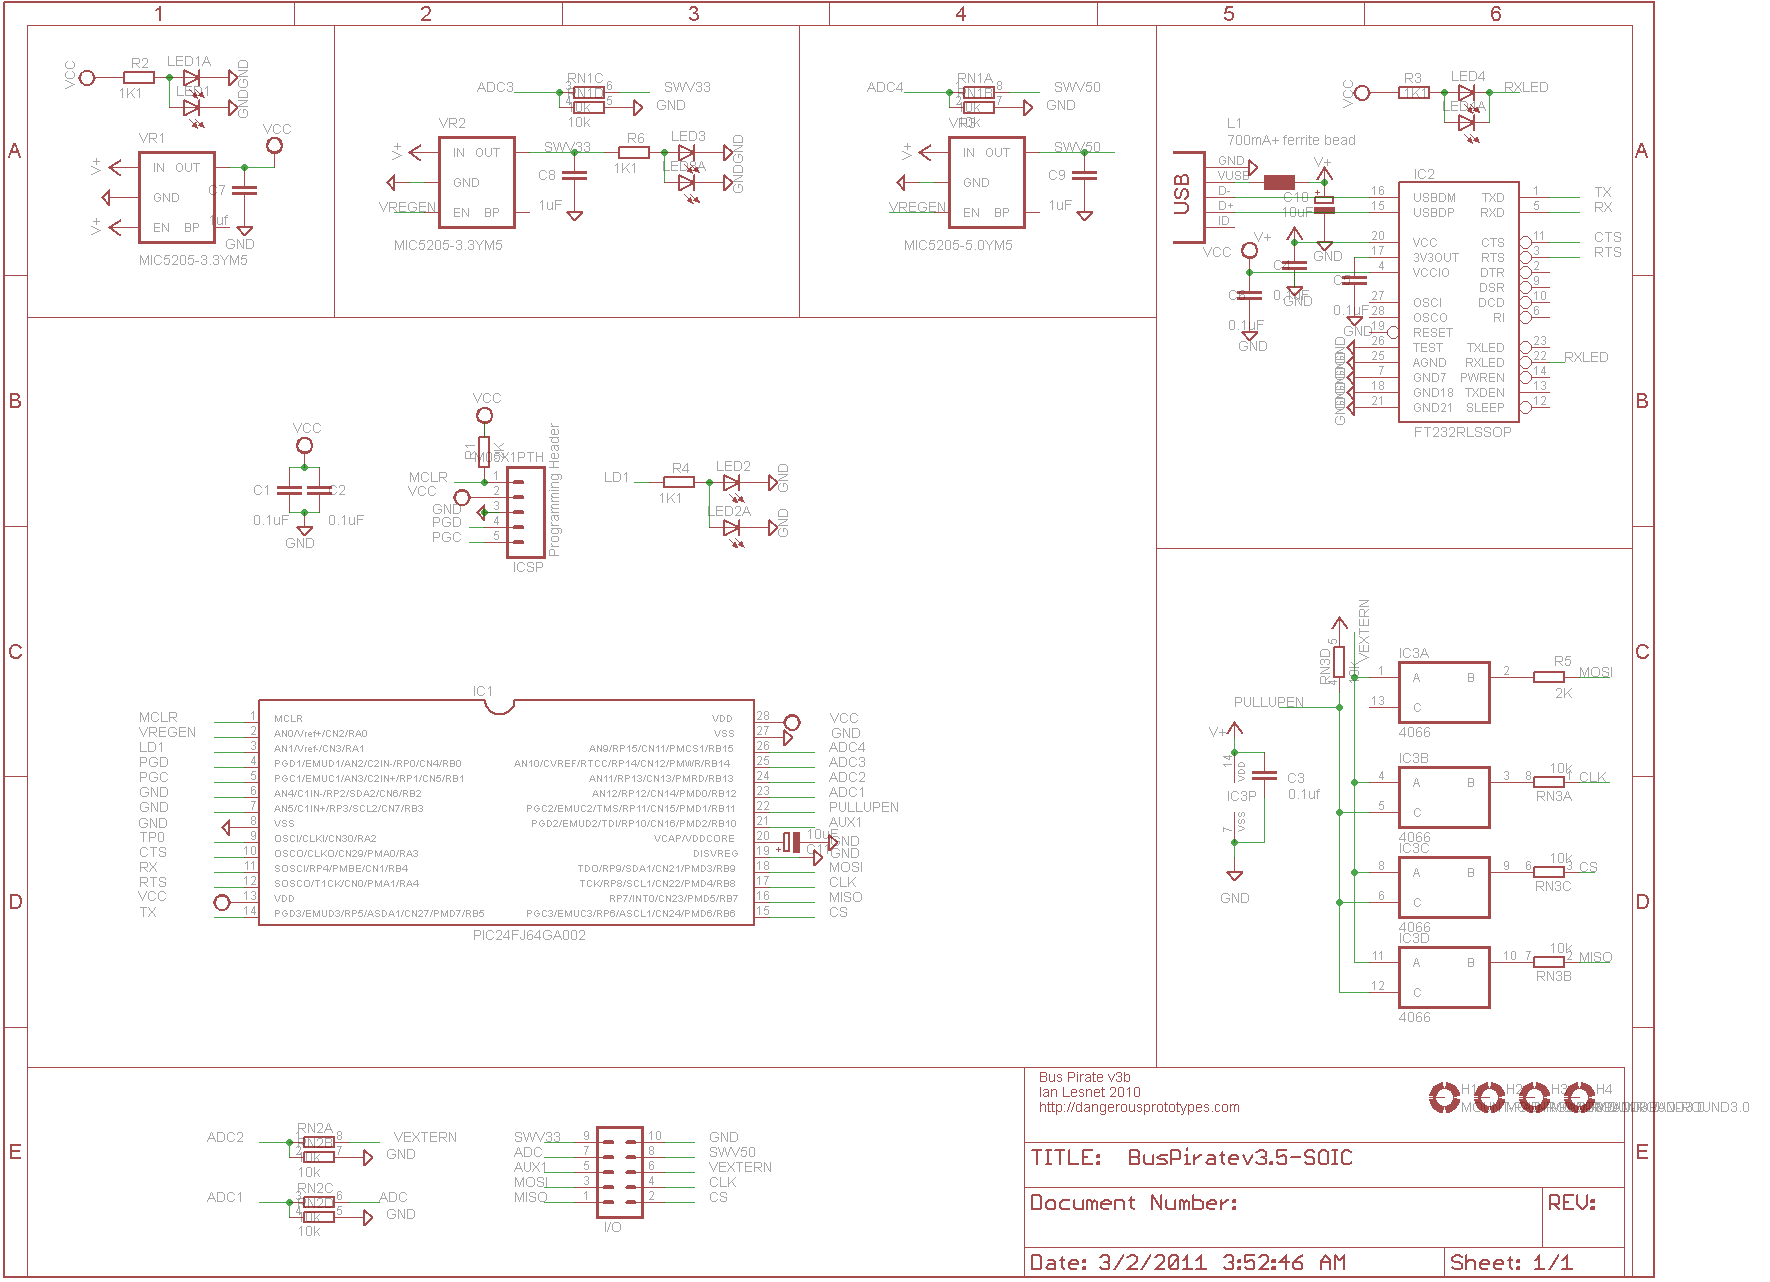 1 2 3 4 5 6
A
B
C
D
E
A
B
C
D
E
VCC
R2
1K1
LED1A
GND
LED1
GND
VR1
V+
IN OUT
GND
V+
EN BP
MIC5205-3.3YM5
VCC
C7
1uf
GND
ADC3
RN1C
3 6
SWV33
RN1D
4 5
GND
10k
VR2
V+
IN OUT
GND
VREGEN
EN BP
MIC5205-3.3YM5
SWV33
C8
1uF
R6
1K1
LED3
GND
GND
ADC4
RN1A
1 8
SWV50
RN1B
2 7
GND
10k
VR3
V+
IN OUT
GND
VREGEN
EN BP
MIC5205-5.0YM5
SWV50
C9
1uF
VCC
R3
1K1
LED4
RXLED
L1
700mA+ ferrite bead
USB
GND
VUSB
D-
D+
ID
V+
C10
10uF
GND
VCC
V+
0.1uF
GND
0.1uF
GND
0.1uF
GND
IC2
16 USBDM TXD 1 TX
15 USBDP RXD 5 RX
20 VCC CTS 11 CTS
17 3V3OUT RTS 3 RTS
4 VCCIO DTR 2
DSR 9
27 OSCI DCD 10
28 OSCO RI 6
19 RESET
26 TEST TXLED 23
25 AGND RXLED 22 RXLED
7 GND7 PWREN 14
18 GND18 TXDEN 13
21 GND21 SLEEP 12
GND
FT232RLSSOP
VCC
C1 C2
0.1uF 0.1uF
GND
VCC
R1
M05X1PTH
MCLR 1
VCC 2
GND 3
PGD 4
PGC 5
ICSP
Programming Header
LD1
R4
1K1
LED2
GND
LED2A
GND
IC1
MCLR 1 MCLR VDD 28 VCC
VREGEN 2 AN0/Vref+/CN2/RA0 VSS 27 GND
LD1 3 AN1/Vref-/CN3/RA1 AN9/RP15/CN11/PMCS1/RB15 26 ADC4
PGD 4 PGD1/EMUD1/AN2/C2IN-/RP0/CN4/RB0 AN10/CVREF/RTCC/RP14/CN12/PMWR/RB14 25 ADC3
PGC 5 PGC1/EMUC1/AN3/C2IN+/RP1/CN5/RB1 AN11/RP13/CN13/PMRD/RB13 24 ADC2
GND 6 AN4/C1IN-/RP2/SDA2/CN6/RB2 AN12/RP12/CN14/PMD0/RB12 23 ADC1
GND 7 AN5/C1IN+/RP3/SCL2/CN7/RB3 PGC2/EMUC2/TMS/RP11/CN15/PMD1/RB11 22 PULLUPEN
GND 8 VSS PGD2/EMUD2/TDI/RP10/CN16/PMD2/RB10 21 AUX1
TP0 9 OSCI/CLKI/CN30/RA2 VCAP/VDDCORE 20 10uF GND
CTS 10 OSCO/CLKO/CN29/PMA0/RA3 DISVREG 19 GND
RX 11 SOSCI/RP4/PMBE/CN1/RB4 TDO/RP9/SDA1/CN21/PMD3/RB9 18 MOSI
RTS 12 SOSCO/T1CK/CN0/PMA1/RA4 TCK/RP8/SCL1/CN22/PMD4/RB8 17 CLK
VCC 13 VDD RP7/INT0/CN23/PMD5/RB7 16 MISO
TX 14 PGD3/EMUD3/RP5/ASDA1/CN27/PMD7/RB5 PGC3/EMUC3/RP6/ASCL1/CN24/PMD6/RB6 15 CS
PIC24FJ64GA002
VEXTERN
RN3D
5
4
PULLUPEN
V+
14 VDD
IC3P
7 VSS
C3
0.1uf
GND
IC3A
1 A B 2
13 C
4066
R5
2K
MOSI
IC3B
4 A B 3
5 C
4066
10k
8 1 CLK
RN3A
IC3C
8 A B 9
6 C
4066
10k
6 3 CS
RN3C
IC3D
11 A B 10
12 C
4066
10k
7 2 MISO
RN3B
ADC2
RN2A
1 8
VEXTERN
RN2B
2 7
GND
10k
ADC1
RN2C
3 6
ADC
RN2D
4 5
GND
10k
SWV33 9 10 GND
ADC 7 8 SWV50
AUX1 5 6 VEXTERN
MOSI 3 4 CLK
MISO 1 2 CS
I/O
Bus Pirate v3b
Ian Lesnet 2010
http://dangerousprototypes.com
H1 H2 H3 H4
TITLE: BusPiratev3.5-SOIC
Document Number:
REV:
Date: 3/2/2011 3:52:46 AM
Sheet: 1/1